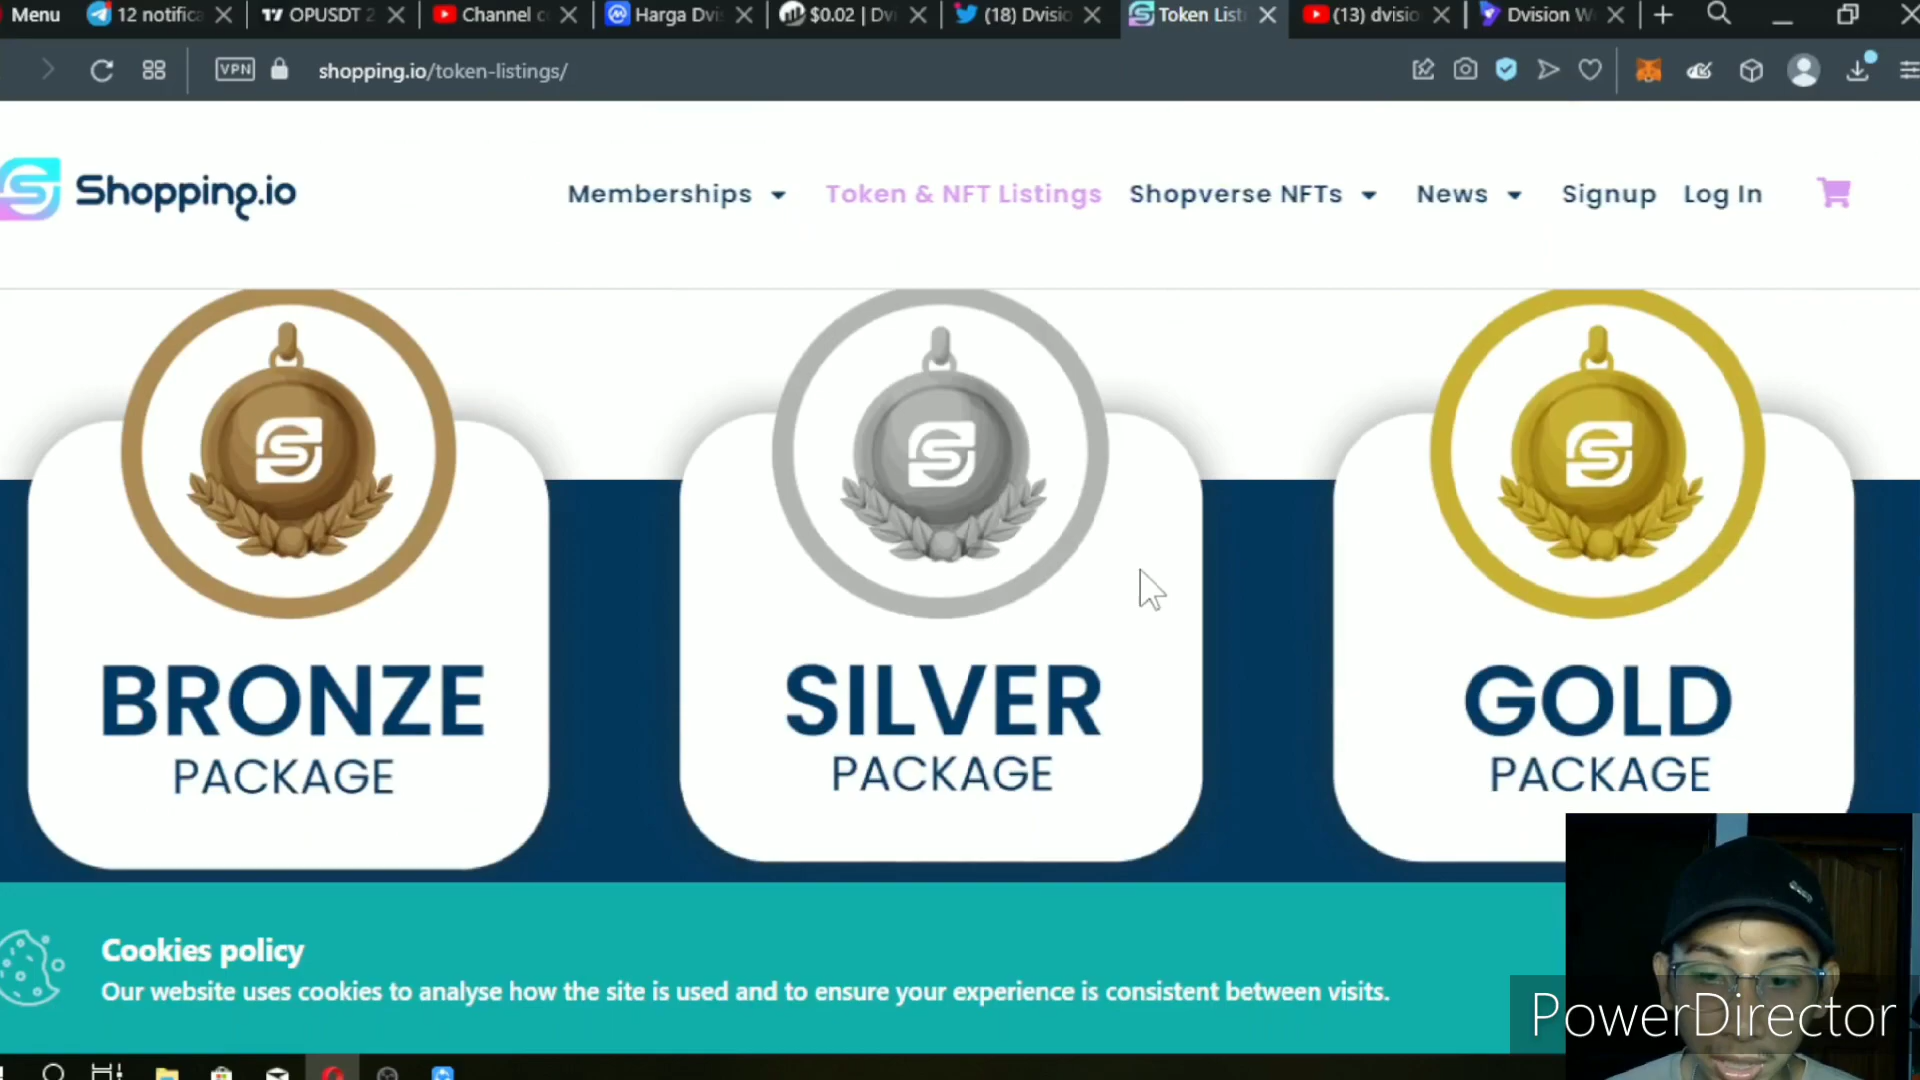 Menu 12 notifica OPUSDT 2 Channel c Harga Dvi $0.02 | Dvi (18) Dvisio Token List (13) dvisio Dvision W
VPN shopping.io/token-listings/
Shopping.io Memberships Token & NFT Listings Shopverse NFTs News Signup Log In
BRONZE SILVER GOLD
PACKAGE PACKAGE PACKAGE
Cookies policy
Our website uses cookies to analyse how the site is used and to ensure your experience is consistent between visits.
PowerDirector